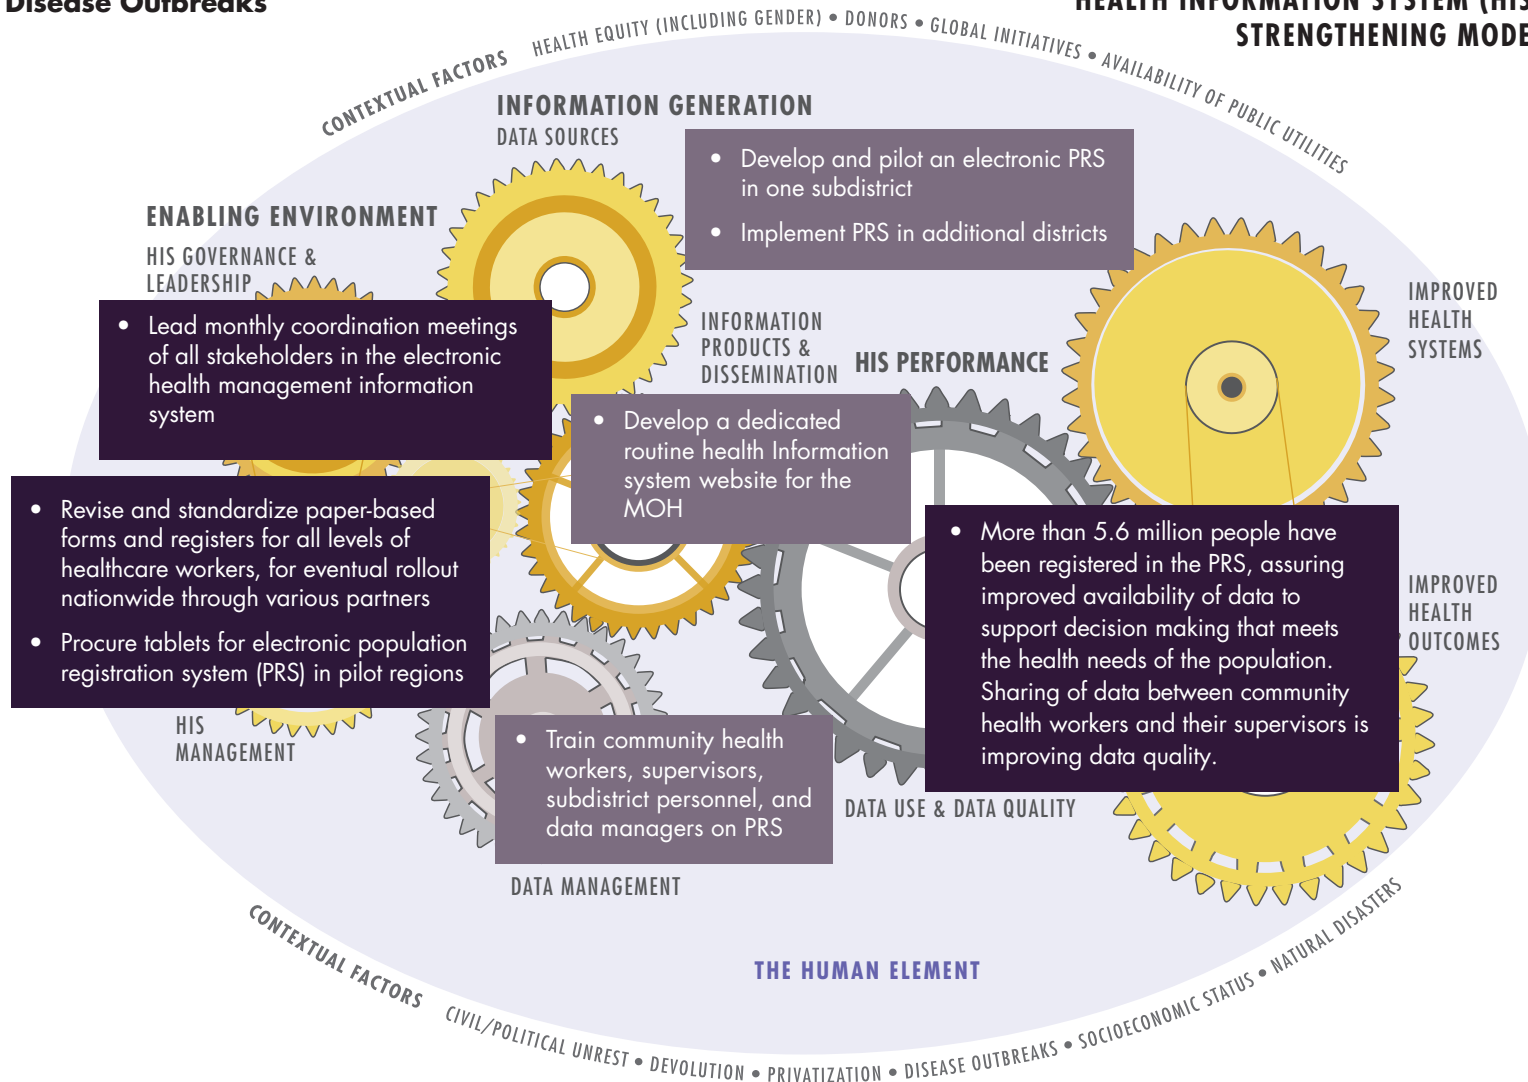 Disease Outbreaks
HEALTH INFORMATION SYSTEM (HIS
STRENGTHENING MODE
CONTEXTUAL FACTORS HEALTH EQUITY (INCLUDING GENDER) • DONORS • GLOBAL INITIATIVES • AVAILABILITY OF PUBLIC UTILITIES
INFORMATION GENERATION
DATA SOURCES
• Develop and pilot an electronic PRS
in one subdistrict
• Implement PRS in additional districts
ENABLING ENVIRONMENT
HIS GOVERNANCE &
LEADERSHIP
• Lead monthly coordination meetings
of all stakeholders in the electronic
health management information
system
INFORMATION
PRODUCTS &
DISSEMINATION
HIS PERFORMANCE
IMPROVED
HEALTH
SYSTEMS
• Develop a dedicated
routine health Information
system website for the
MOH
• Revise and standardize paper-based
forms and registers for all levels of
healthcare workers, for eventual rollout
nationwide through various partners
• Procure tablets for electronic population
registration system (PRS) in pilot regions
• More than 5.6 million people have
been registered in the PRS, assuring
improved availability of data to
support decision making that meets
the health needs of the population.
Sharing of data between community
health workers and their supervisors is
improving data quality.
IMPROVED
HEALTH
OUTCOMES
HIS
MANAGEMENT
• Train community health
workers, supervisors,
subdistrict personnel, and
data managers on PRS
DATA USE & DATA QUALITY
DATA MANAGEMENT
THE HUMAN ELEMENT
CONTEXTUAL FACTORS CIVIL/POLITICAL UNREST • DEVOLUTION • PRIVATIZATION • DISEASE OUTBREAKS • SOCIOECONOMIC STATUS • NATURAL DISASTERS